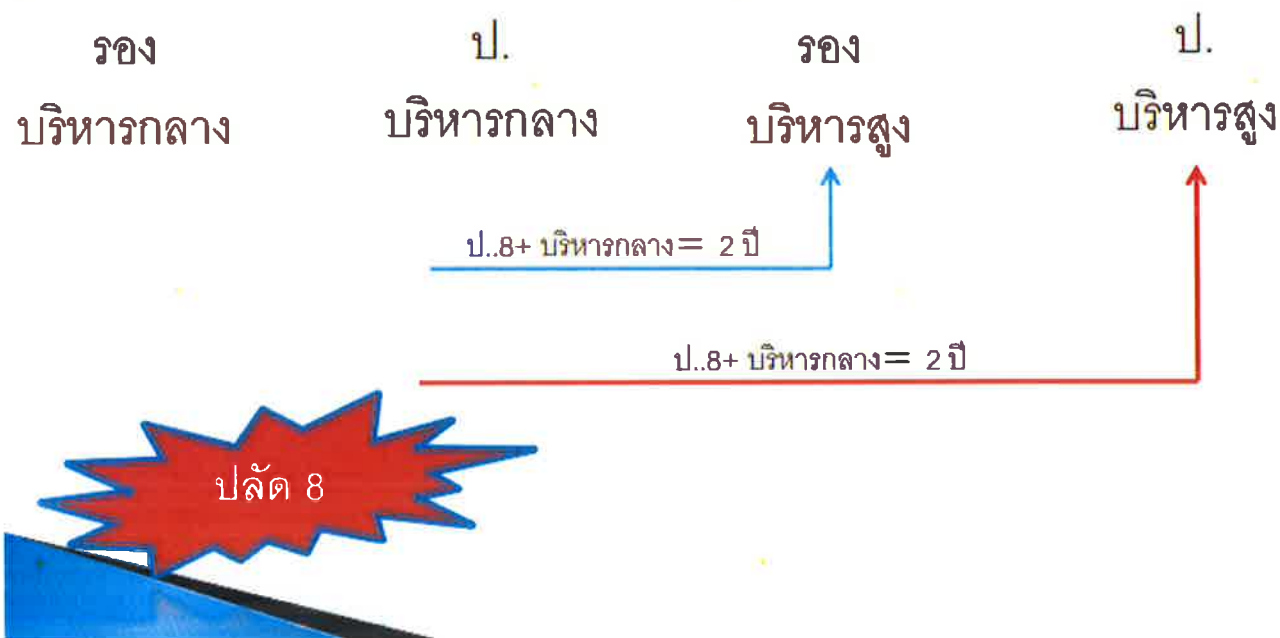 รอง
บริหารกลาง
ป.
บริหารกลาง
รอง
บริหารสูง
ป.
บริหารสูง
ป..8+ บริหารกลาง= 2 ปี
ป..8+ บริหารกลาง= 2 ปี
ปลัด 8